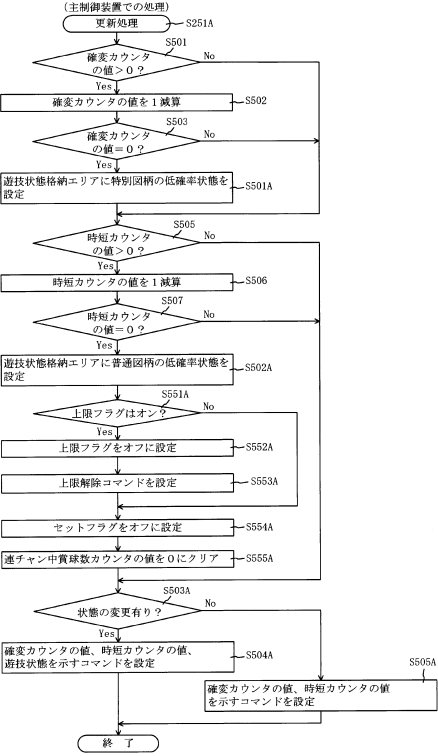 (主制御装置での処理)
更新処理
S251A
S501
確変カウンタ
の値>0?
No
Yes
確変カウンタの値を1減算
S502
S503
確変カウンタ
の値=0?
No
Yes
遊技状態格納エリアに特別図柄の低確率状態を
設定
S501A
S505
時短カウンタ
の値>0?
No
Yes
時短カウンタの値を1減算
S506
S507
時短カウンタ
の値=0?
No
Yes
遊技状態格納エリアに普通図柄の低確率状態を
設定
S502A
S551A
上限フラグはオン?
No
Yes
上限フラグをオフに設定
S552A
上限解除コマンドを設定
S553A
セットフラグをオフに設定
S554A
連チャン中賞球数カウンタの値を0にクリア
S555A
S503A
状態の変更有り?
No
Yes
確変カウンタの値、時短カウンタの値、
遊技状態を示すコマンドを設定
S504A
S505A
確変カウンタの値、時短カウンタの値
を示すコマンドを設定
終 了